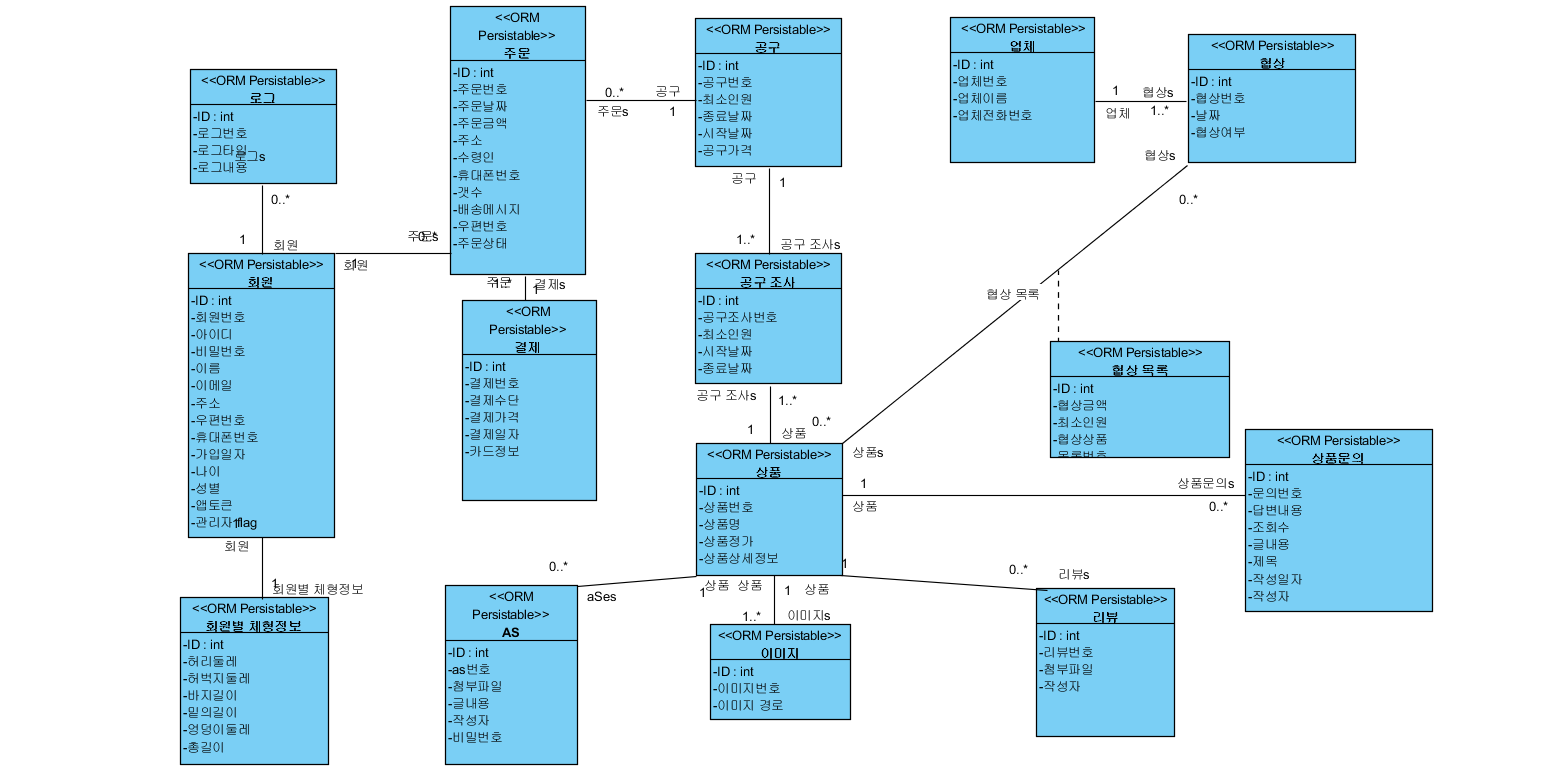 <<ORM Persistable>>
로그
-ID : int
-로그번호
-로그타입
-로그내용
로그s
0..*
1
회원
<<ORM Persistable>>
회원
-ID : int
-회원번호
-아이디
-비밀번호
-이름
-이메일
-주소
-우편번호
-휴대폰번호
-가입일자
-나이
-성별
-앱토큰
-관리자 flag
1
회원
1
회원별 체형정보
<<ORM Persistable>>
회원별 체형정보
-ID : int
-허리둘레
-허벅지둘레
-바지길이
-밑의길이
-엉덩이둘레
-총길이
회원
1
주문s
0..*
<<ORM
Persistable>>
주문
-ID : int
-주문번호
-주문날짜
-주문금액
-주소
-수령인
-휴대폰번호
-갯수
-배송메시지
-우편번호
-주문상태
주문
결제s
1
<<ORM
Persistable>>
결제
-ID : int
-결제번호
-결제수단
-결제가격
-결제일자
-카드정보
0..*
주문s
공구
1
<<ORM Persistable>>
공구
-ID : int
-공구번호
-최소인원
-종료날짜
-시작날짜
-공구가격
공구
1
1..*
공구 조사s
<<ORM Persistable>>
공구 조사
-ID : int
-공구조사번호
-최소인원
-시작날짜
-종료날짜
공구 조사s
1..*
1
상품
0..*
상품s
<<ORM Persistable>>
상품
-ID : int
-상품번호
-상품명
-상품정가
-상품상세정보
<<ORM Persistable>>
업체
-ID : int
-업체번호
-업체이름
-업체전화번호
1
협상s
업체
1..*
<<ORM Persistable>>
협상
-ID : int
-협상번호
-날짜
-협상여부
협상s
0..*
협상 목록
<<ORM Persistable>>
협상 목록
-ID : int
-협상금액
-최소인원
-협상상품
-목록번호
1
상품
상품문의s
0..*
<<ORM Persistable>>
상품문의
-ID : int
-문의번호
-답변내용
-조회수
-글내용
-제목
-작성일자
-작성자
0..*
aSes
1
상품
<<ORM
Persistable>>
AS
-ID : int
-as번호
-첨부파일
-글내용
-작성자
-비밀번호
상품
1
1..*
이미지s
<<ORM Persistable>>
이미지
-ID : int
-이미지번호
-이미지 경로
1
상품
0..*
리뷰s
<<ORM Persistable>>
리뷰
-ID : int
-리뷰번호
-첨부파일
-작성자